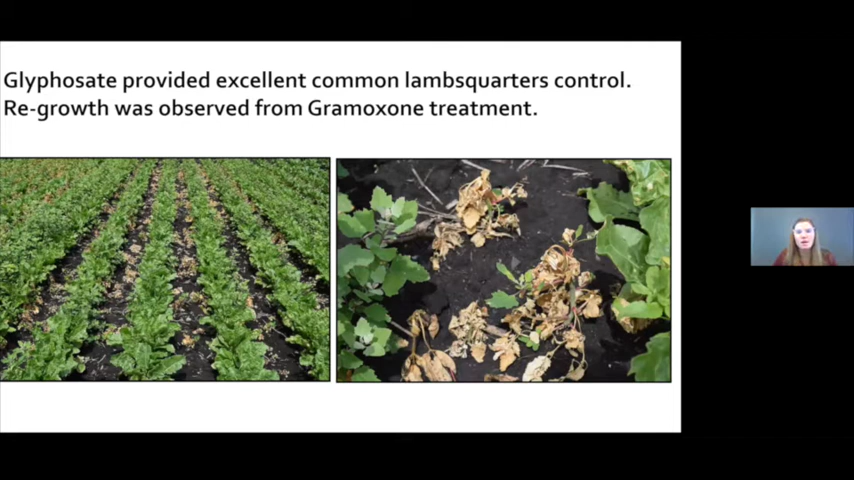 Glyphosate provided excellent common lambsquarters control.
Re-growth was observed from Gramoxone treatment.